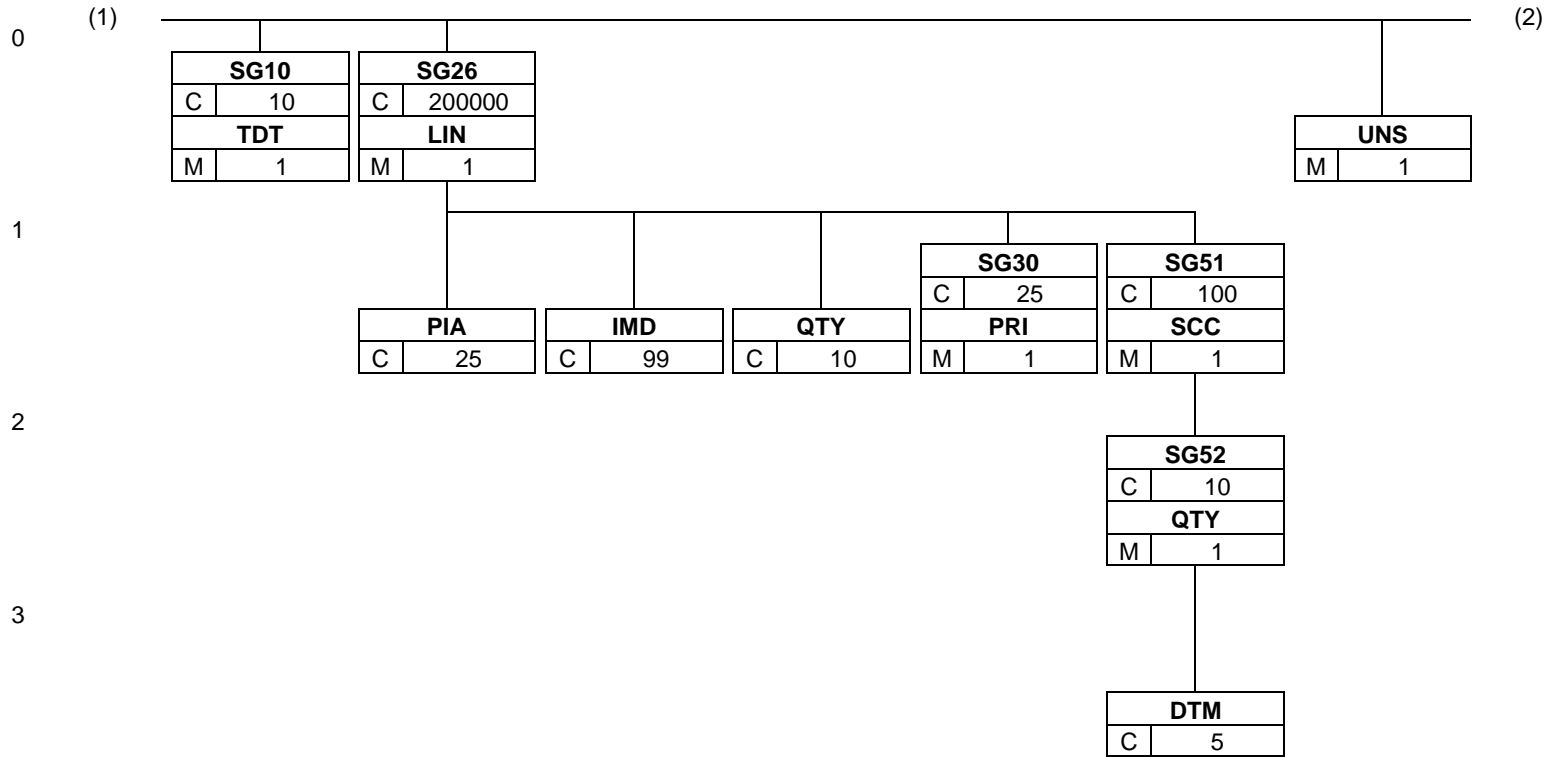 (1) (2)
0
SG10 SG26
C 10 C 200000
TDT LIN UNS
M 1 M 1 M 1
1
SG30 SG51
C 25 C 100
PIA IMD QTY PRI SCC
C 25 C 99 C 10 M 1 M 1
2
SG52
C 10
QTY
M 1
3
DTM
C 5